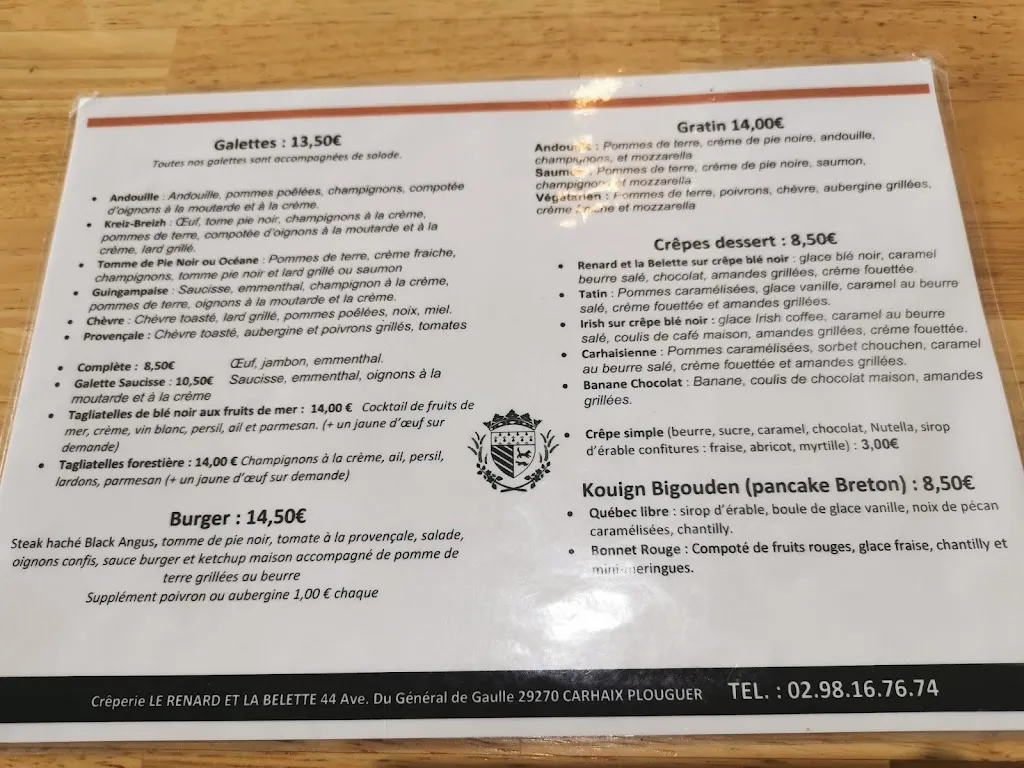 Galettes : 13,50€
Toutes nos galettes sont accompagnées de salade.
• Andouille : Andouille, pommes poêlées, champignons, compotée
d'oignons à la moutarde et à la crème.
• Kreiz-Breizh : Œuf, tome pie noir, champignons à la crème,
pommes de terre, compotée d'oignons à la moutarde et à la
crème, lard grillé.
• Tomme de Pie Noir ou Océane : Pommes de terre, crème fraiche,
champignons, tomme pie noir et lard grillé ou saumon
• Guingampaise : Saucisse, emmenthal, champignon à la crème,
pommes de terre, oignons à la moutarde et la crème.
• Chèvre : Chèvre toasté, lard grillé, pommes poêlées, noix, miel.
• Provençale : Chèvre toasté, aubergine et poivrons grillés, tomates
• Complète : 8,50€ Œuf, jambon, emmenthal.
• Galette Saucisse : 10,50€ Saucisse, emmenthal, oignons à la
moutarde et à la crème
• Tagliatelles de blé noir aux fruits de mer : 14,00 € Cocktail de fruits de
mer, crème, vin blanc, persil, ail et parmesan. (+ un jaune d'œuf sur
demande)
• Tagliatelles forestière : 14,00 € Champignons à la crème, ail, persil,
lardons, parmesan (+ un jaune d'œuf sur demande)
Burger : 14,50€
Steak haché Black Angus, tomme de pie noir, tomate à la provençale, salade,
oignons confis, sauce burger et ketchup maison accompagné de pomme de
terre grillées au beurre
Supplément poivron ou aubergine 1,00 € chaque
Gratin 14,00€
Andouille : Pommes de terre, crème de pie noire, andouille,
champignons, et mozzarella
Saumon : Pommes de terre, crème de pie noire, saumon,
champignon et mozzarella
Végétarien : Pommes de terre, poivrons, chèvre, aubergine grillées,
crème fraiche et mozzarella
Crêpes dessert : 8,50€
• Renard et la Belette sur crêpe blé noir : glace blé noir, caramel
beurre salé, chocolat, amandes grillées, crème fouettée.
• Tatin : Pommes caramélisées, glace vanille, caramel au beurre
salé, crème fouettée et amandes grillées.
• Irish sur crêpe blé noir : glace Irish coffee, caramel au beurre
salé, coulis de café maison, amandes grillées, crème fouettée.
• Carhaisienne : Pommes caramélisées, sorbet chouchen, caramel
au beurre salé, crème fouettée et amandes grillées.
• Banane Chocolat : Banane, coulis de chocolat maison, amandes
grillées.
• Crêpe simple (beurre, sucre, caramel, chocolat, Nutella, sirop
d'érable confitures : fraise, abricot, myrtille) : 3,00€
Kouign Bigouden (pancake Breton) : 8,50€
• Québec libre : sirop d'érable, boule de glace vanille, noix de pécan
caramélisées, chantilly.
• Bonnet Rouge : Compoté de fruits rouges, glace fraise, chantilly et
mini-meringues.
Crêperie LE RENARD ET LA BELETTE 44 Ave. Du Général de Gaulle 29270 CARHAIX PLOUGUER TEL. : 02.98.16.76.74